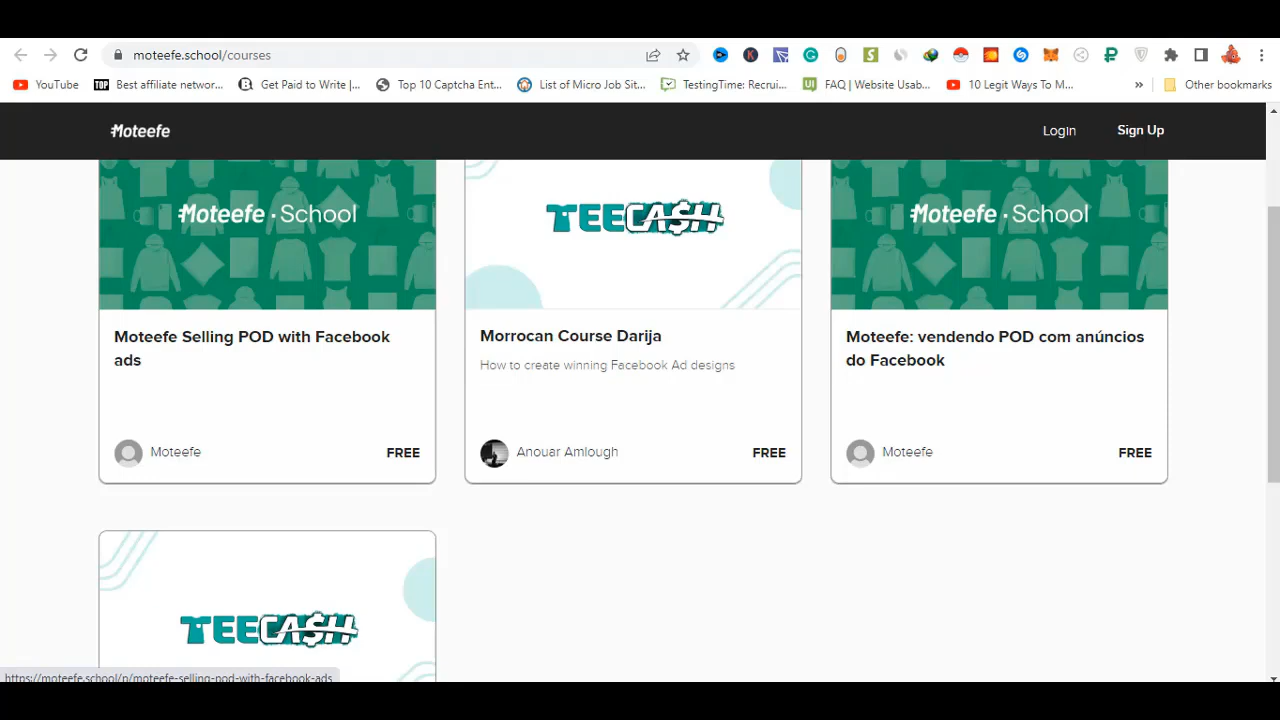 moteefe.school/courses
YouTube
Best affiliate networ...
Get Paid to Write |...
Top 10 Captcha Ent...
List of Micro Job Sit...
TestingTime: Recrui...
FAQ | Website Usab...
10 Legit Ways To M...
»
Other bookmarks
Moteefe
Login
Sign Up
Moteefe · School
TEECA$H
Moteefe · School
Moteefe Selling POD with Facebook
ads
Morrocan Course Darija
How to create winning Facebook Ad designs
Moteefe: vendendo POD com anúncios
do Facebook
Moteefe
FREE
Anouar Amlough
FREE
Moteefe
FREE
TEECA$H
https://moteefe.school/p/moteefe-selling-pod-with-facebook-ads